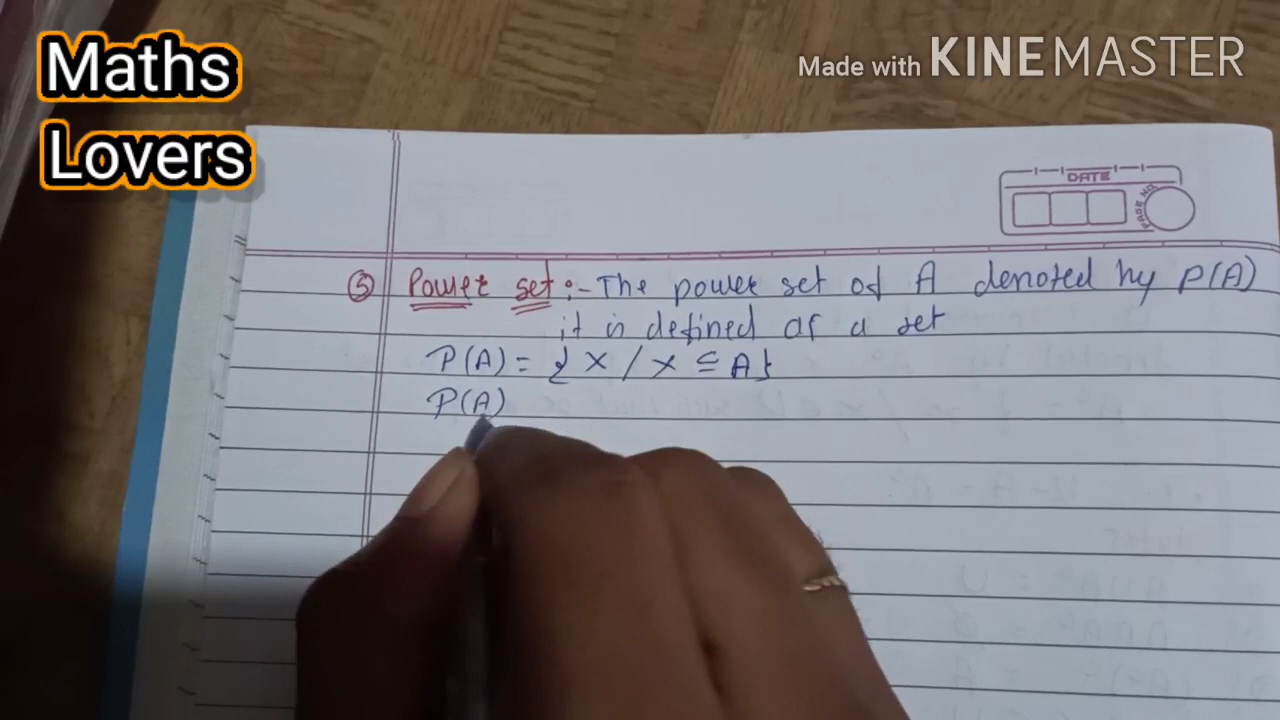 Maths
Lovers
Made with KINEMASTER
DATE
PAGE NO
⑤ Power set :- The power set of A denoted by P(A)
it is defined as a set
P(A) = { x / x ⊆ A}
P(A)